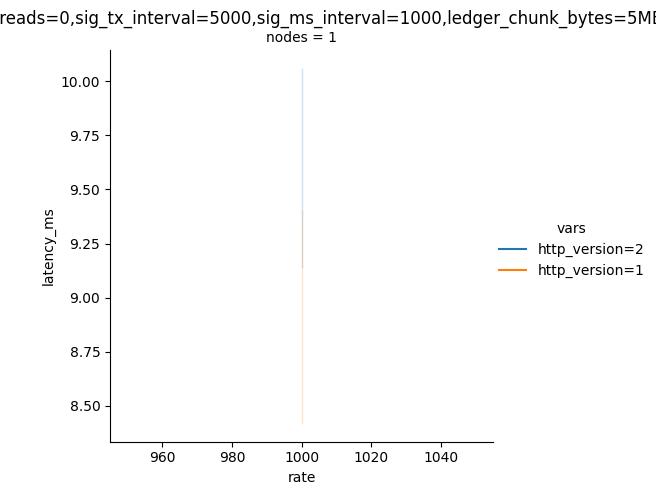 reads=0,sig_tx_interval=5000,sig_ms_interval=1000,ledger_chunk_bytes=5MB
nodes = 1
10.00
9.75
9.50
9.25
9.00
8.75
8.50
latency_ms
960
980
1000
1020
1040
rate
vars
http_version=2
http_version=1